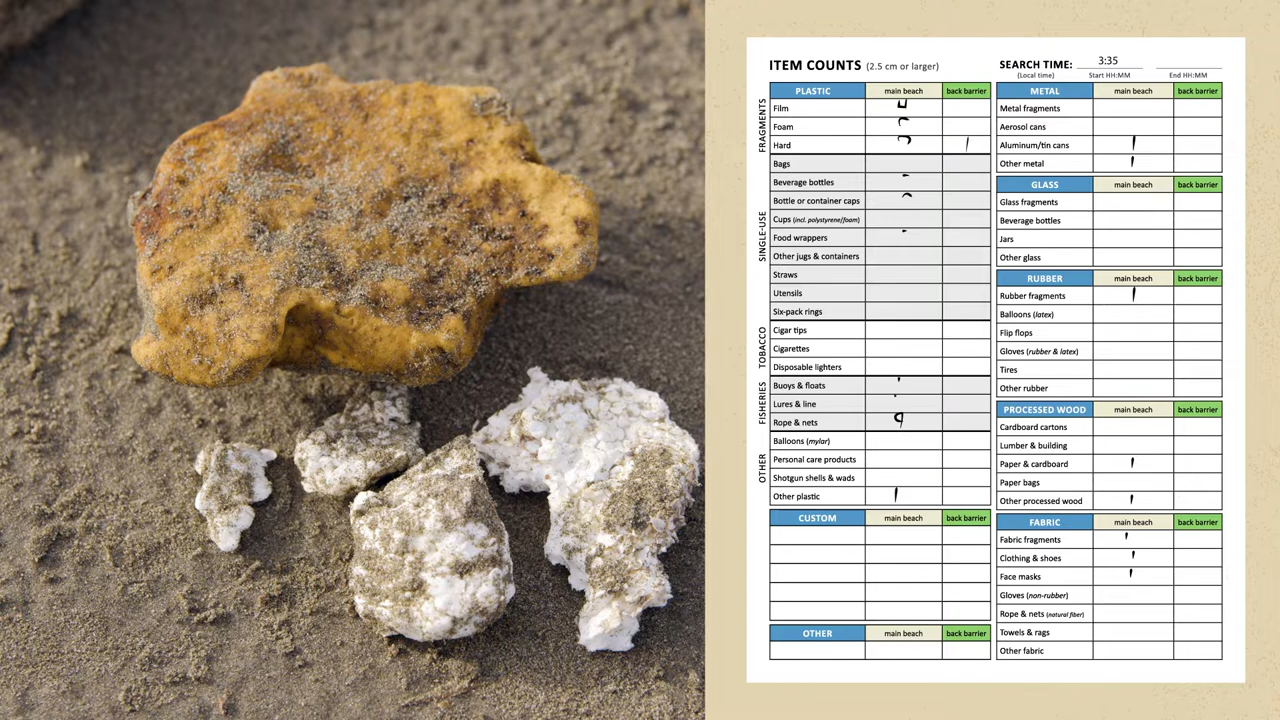 ITEM COUNTS (2.5 cm or larger)
PLASTIC main beach back barrier
FRAGMENTS
Film
Foam
Hard
SINGLE-USE
Bags
Beverage bottles
Bottle or container caps
Cups (incl. polystyrene/foam)
Food wrappers
Other jugs & containers
Straws
Utensils
Six-pack rings
TOBACCO
Cigar tips
Cigarettes
Disposable lighters
FISHERIES
Buoys & floats
Lures & line
Rope & nets
OTHER
Balloons (mylar)
Personal care products
Shotgun shells & wads
Other plastic
CUSTOM main beach back barrier
OTHER main beach back barrier
SEARCH TIME: 3:35
(Local time) Start HH:MM End HH:MM
METAL main beach back barrier
Metal fragments
Aerosol cans
Aluminum/tin cans
Other metal
GLASS main beach back barrier
Glass fragments
Beverage bottles
Jars
Other glass
RUBBER main beach back barrier
Rubber fragments
Balloons (latex)
Flip flops
Gloves (rubber & latex)
Tires
Other rubber
PROCESSED WOOD main beach back barrier
Cardboard cartons
Lumber & building
Paper & cardboard
Paper bags
Other processed wood
FABRIC main beach back barrier
Fabric fragments
Clothing & shoes
Face masks
Gloves (non-rubber)
Rope & nets (natural fiber)
Towels & rags
Other fabric